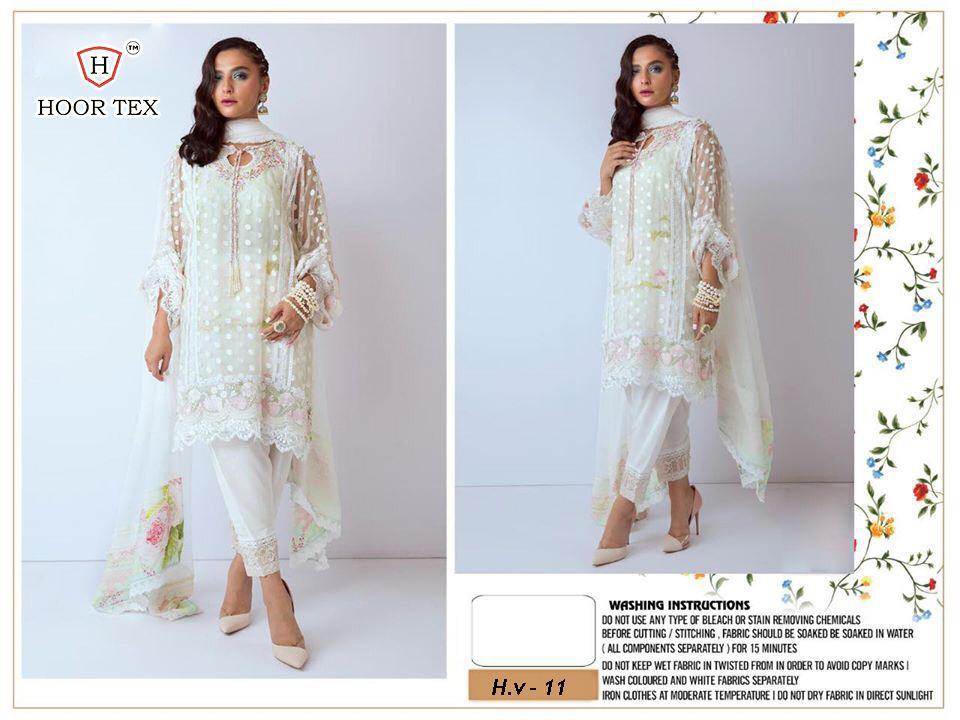 H ™
HOOR TEX
WASHING INSTRUCTIONS
DO NOT USE ANY TYPE OF BLEACH OR STAIN REMOVING CHEMICALS
BEFORE CUTTING / STITCHING , FABRIC SHOULD BE SOAKED BE SOAKED IN WATER
( ALL COMPONENTS SEPARATELY ) FOR 15 MINUTES
DO NOT KEEP WET FABRIC IN TWISTED FROM IN ORDER TO AVOID COPY MARKS I
WASH COLOURED AND WHITE FABRICS SEPARATELY
IRON CLOTHES AT MODERATE TEMPERATURE I DO NOT DRY FABRIC IN DIRECT SUNLIGHT
H.v - 11